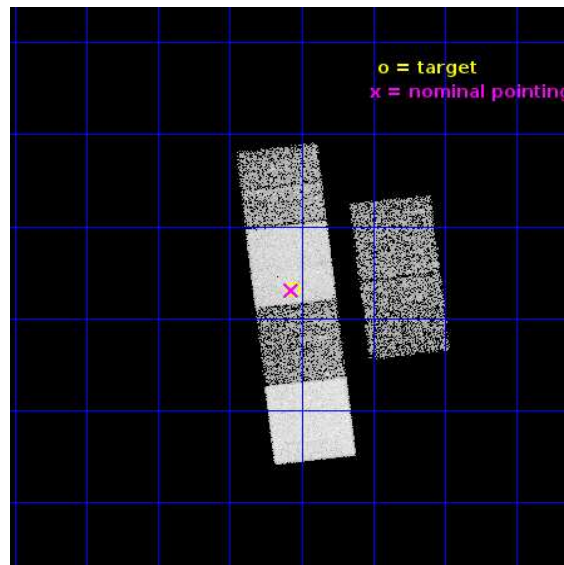 o = target
x = nominal pointing